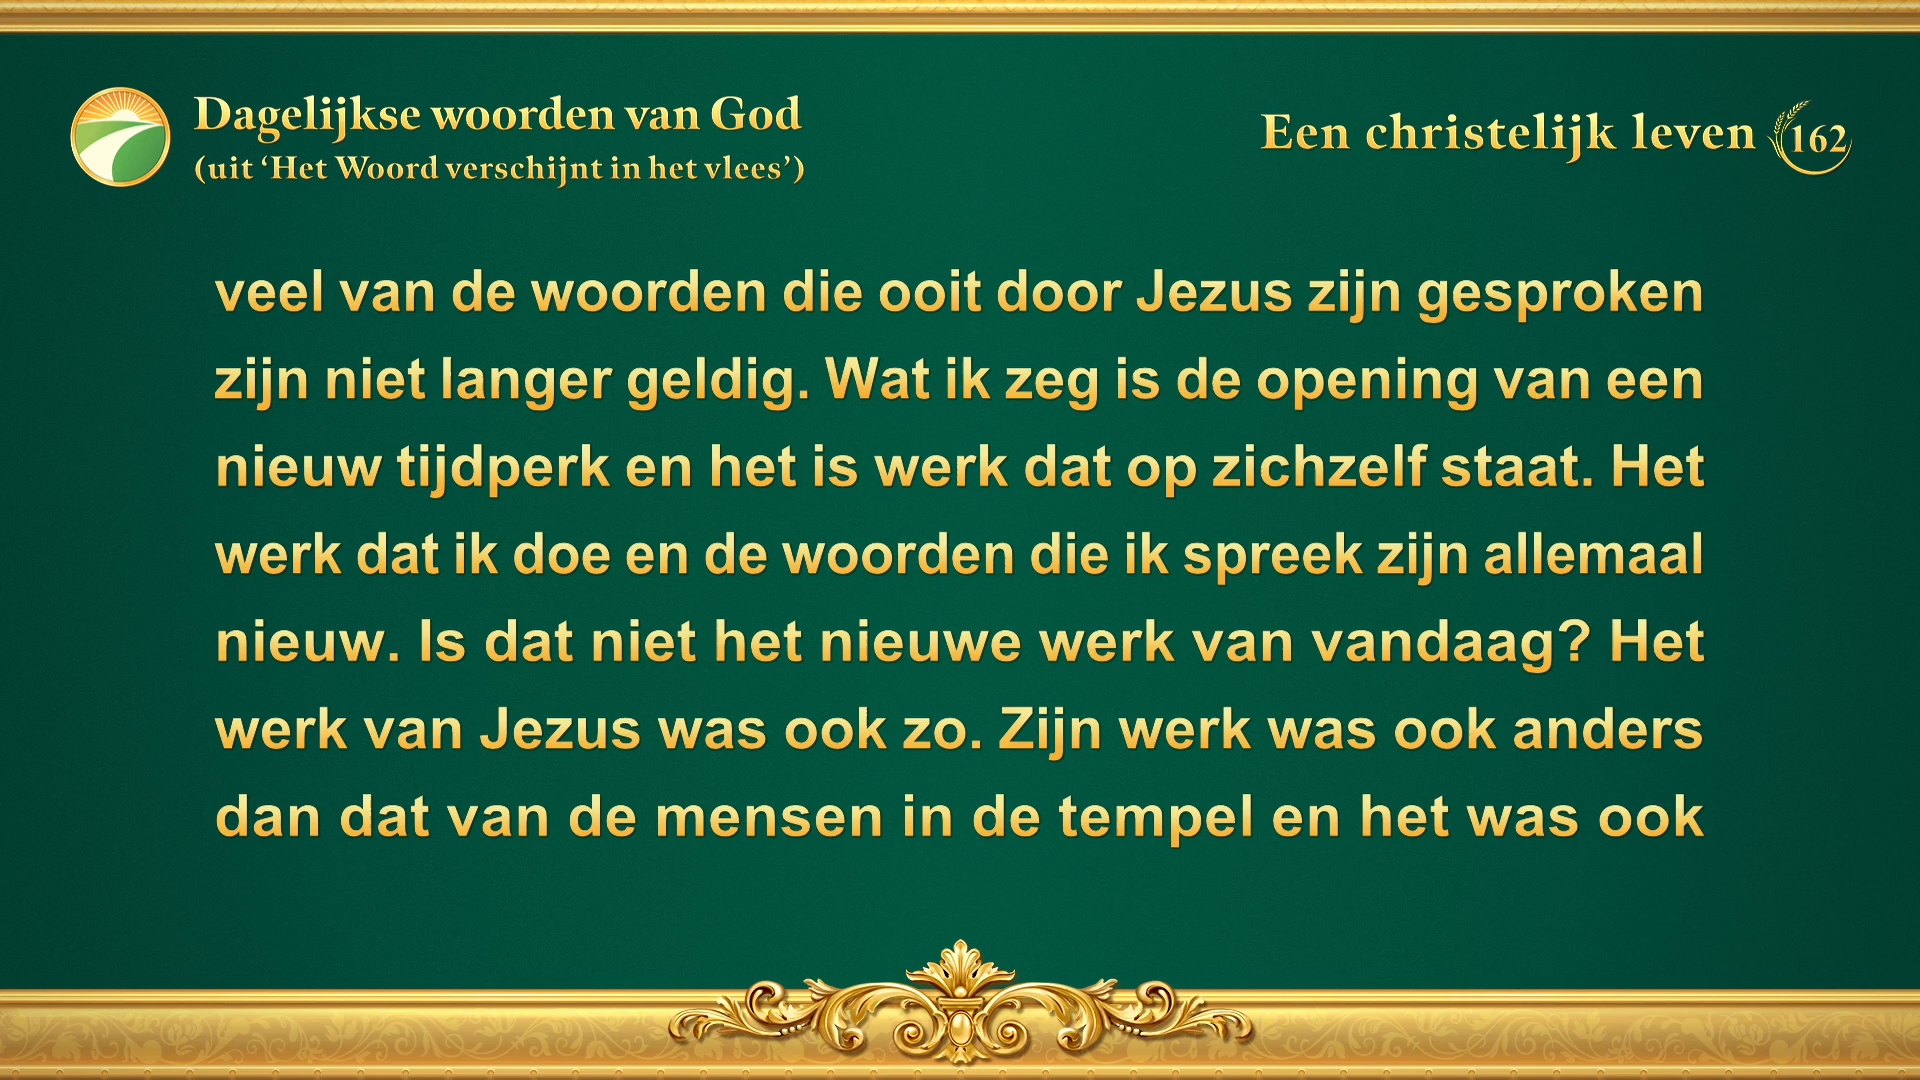 Dagelijkse woorden van God
(uit ‘Het Woord verschijnt in het vlees’)
Een christelijk leven 162
veel van de woorden die ooit door Jezus zijn gesproken
zijn niet langer geldig. Wat ik zeg is de opening van een
nieuw tijdperk en het is werk dat op zichzelf staat. Het
werk dat ik doe en de woorden die ik spreek zijn allemaal
nieuw. Is dat niet het nieuwe werk van vandaag? Het
werk van Jezus was ook zo. Zijn werk was ook anders
dan dat van de mensen in de tempel en het was ook